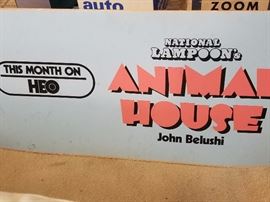 auto
ZOOM
THIS MONTH ON
HBO
NATIONAL
LAMPOON's
ANIMAL
HOUSE
John Belushi